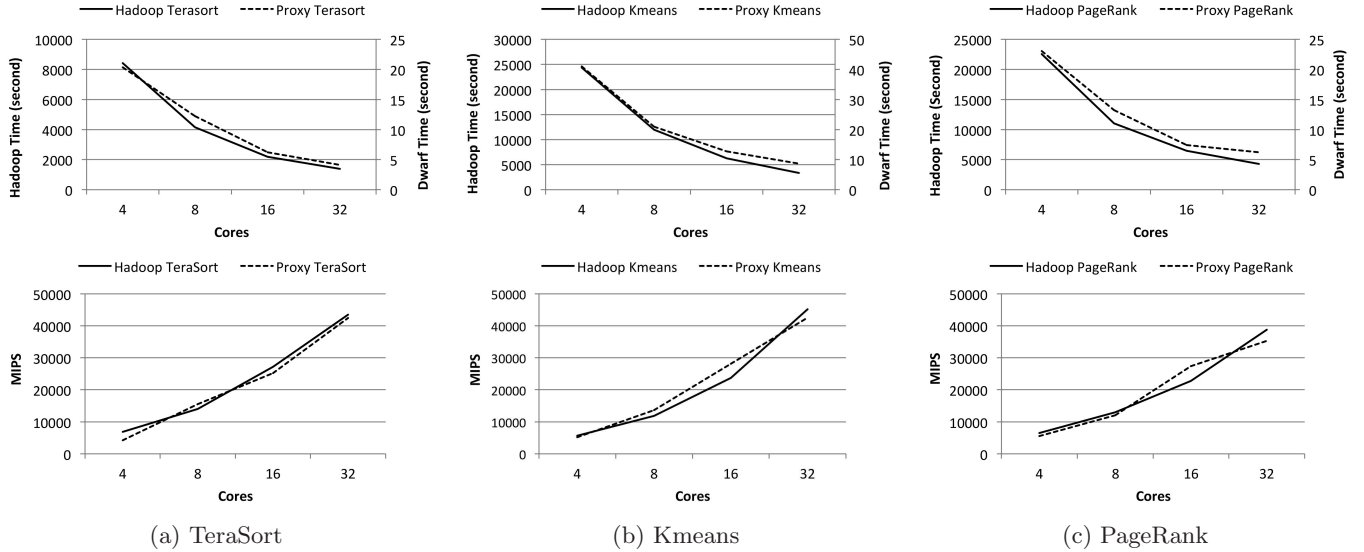 Hadoop Terasort Proxy Terasort
Hadoop Time (second)
10000
8000
6000
4000
2000
0
25
20
15
10
5
0
Dwarf Time (second)
4 8 16 32
Cores
Hadoop Kmeans Proxy Kmeans
Hadoop Time (second)
30000
25000
20000
15000
10000
5000
0
50
40
30
20
10
0
Dwarf Time (second)
4 8 16 32
Cores
Hadoop PageRank Proxy PageRank
Hadoop Time (Second)
25000
20000
15000
10000
5000
0
25
20
15
10
5
0
Dwarf Time (second)
4 8 16 32
Cores
Hadoop TeraSort Proxy TeraSort
MIPS
50000
40000
30000
20000
10000
0
4 8 16 32
Cores
Hadoop Kmeans Proxy Kmeans
MIPS
50000
40000
30000
20000
10000
0
4 8 16 32
Cores
Hadoop PageRank Proxy PageRank
MIPS
50000
40000
30000
20000
10000
0
4 8 16 32
Cores
(a) TeraSort
(b) Kmeans
(c) PageRank